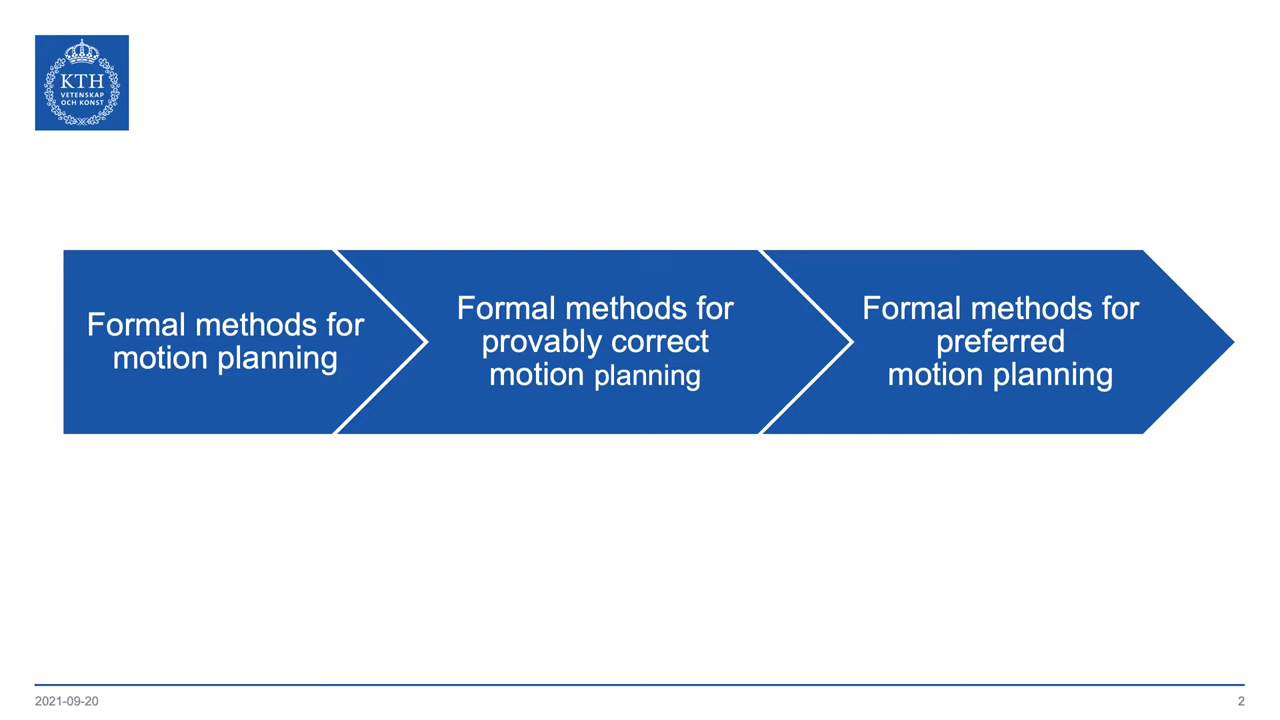 KTH
VETENSKAP
OCH KONST
Formal methods for
motion planning
Formal methods for
provably correct
motion planning
Formal methods for
preferred
motion planning
2021-09-20
2